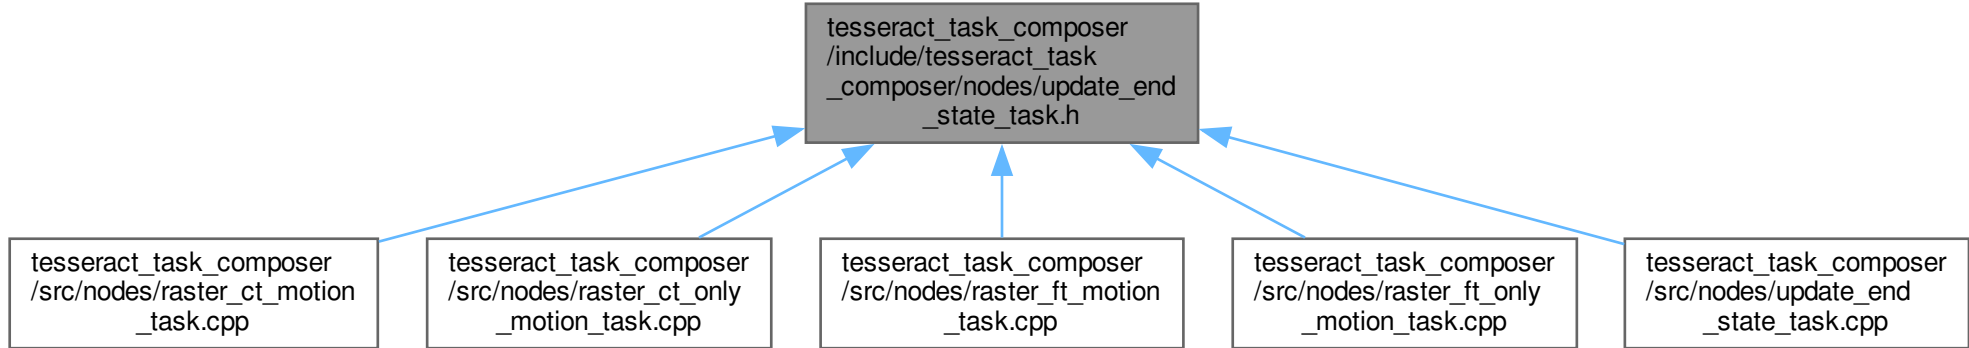 tesseract_task_composer
/include/tesseract_task
_composer/nodes/update_end
_state_task.h
tesseract_task_composer
/src/nodes/raster_ct_motion
_task.cpp
tesseract_task_composer
/src/nodes/raster_ct_only
_motion_task.cpp
tesseract_task_composer
/src/nodes/raster_ft_motion
_task.cpp
tesseract_task_composer
/src/nodes/raster_ft_only
_motion_task.cpp
tesseract_task_composer
/src/nodes/update_end
_state_task.cpp